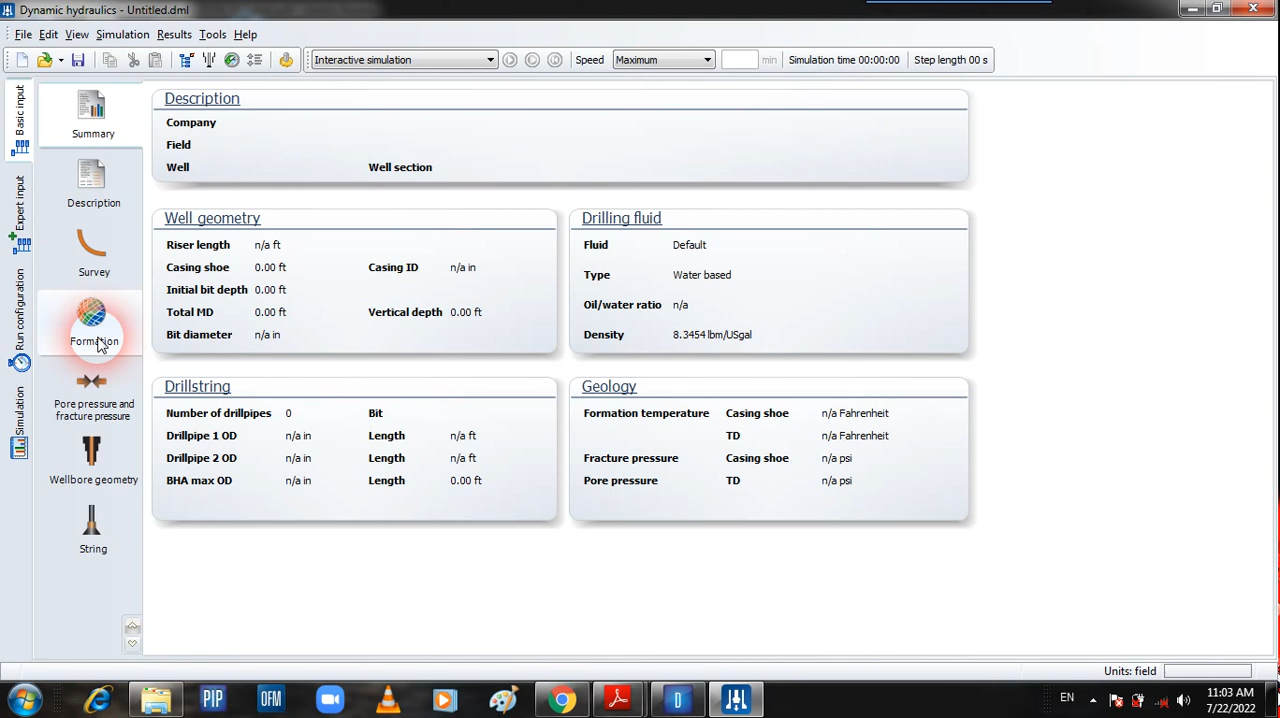 Dynamic hydraulics - Untitled.dml
File Edit View Simulation Results Tools Help
Interactive simulation Speed Maximum min Simulation time 00:00:00 Step length 00 s
Basic input
Expert input
Run configuration
Simulation
Summary
Description
Survey
Formation
Pore pressure and
fracture pressure
Wellbore geometry
String
Description
Company
Field
Well Well section
Well geometry
Riser length n/a ft
Casing shoe 0.00 ft Casing ID n/a in
Initial bit depth 0.00 ft
Total MD 0.00 ft Vertical depth 0.00 ft
Bit diameter n/a in
Drilling fluid
Fluid Default
Type Water based
Oil/water ratio n/a
Density 8.3454 lbm/USgal
Drillstring
Number of drillpipes 0 Bit
Drillpipe 1 OD n/a in Length n/a ft
Drillpipe 2 OD n/a in Length n/a ft
BHA max OD n/a in Length 0.00 ft
Geology
Formation temperature Casing shoe n/a Fahrenheit
TD n/a Fahrenheit
Fracture pressure Casing shoe n/a psi
Pore pressure TD n/a psi
Units: field
PIP OFM D EN 11:03 AM
7/22/2022